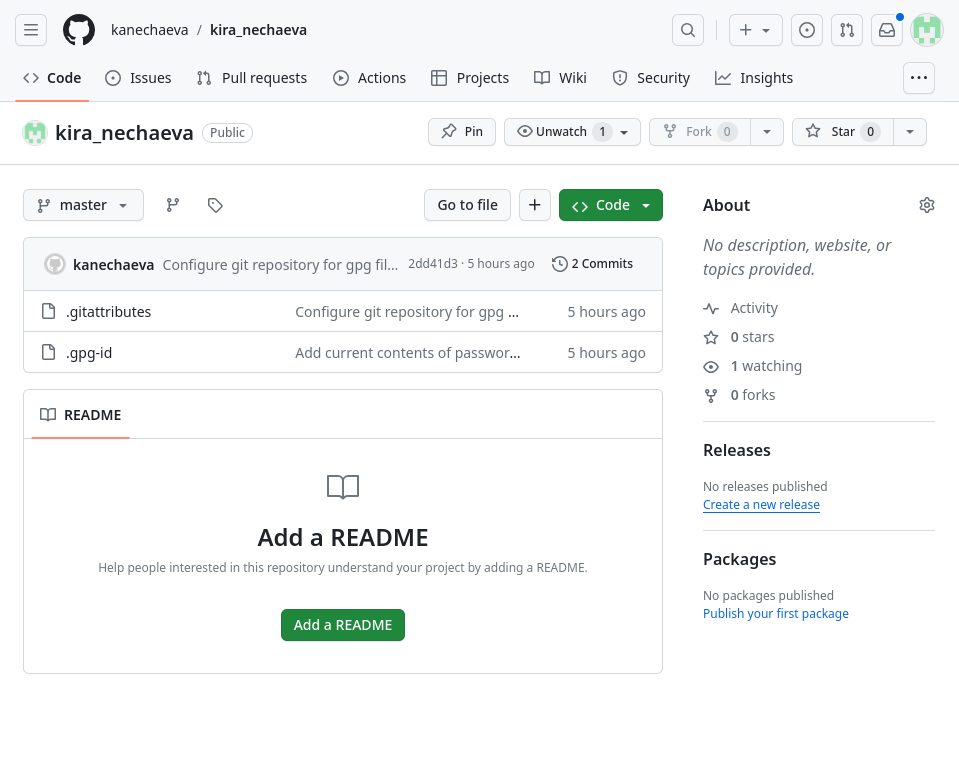 kanechaeva / kira_nechaeva
Code Issues Pull requests Actions Projects Wiki Security Insights
kira_nechaeva Public Pin Unwatch 1 Fork 0 Star 0
master Go to file Code
kanechaeva Configure git repository for gpg fil... 2dd41d3 · 5 hours ago 2 Commits
.gitattributes Configure git repository for gpg ... 5 hours ago
.gpg-id Add current contents of passwor... 5 hours ago
README
Add a README
Help people interested in this repository understand your project by adding a README.
Add a README
About
No description, website, or
topics provided.
Activity
0 stars
1 watching
0 forks
Releases
No releases published
Create a new release
Packages
No packages published
Publish your first package